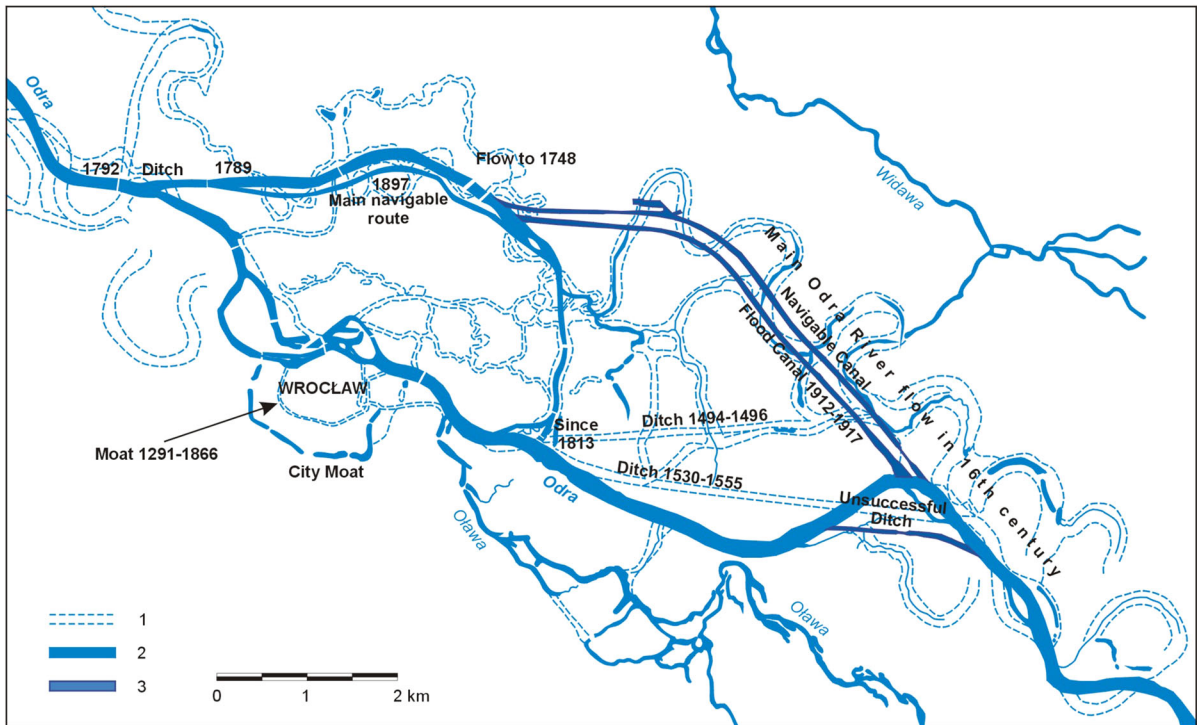 Odra
1792
Ditch
1789
Flow to 1748
1897
Main navigable
route
Widawa
Main Odra River flow in 16th century
Navigable Canal
Flood Canal 1912-1917
WROCŁAW
Moat 1291-1866
City Moat
Since
1813
Ditch 1494-1496
Ditch 1530-1555
Odra
Unsuccessful
Ditch
Oława
Oława
1
2
3
0 1 2 km